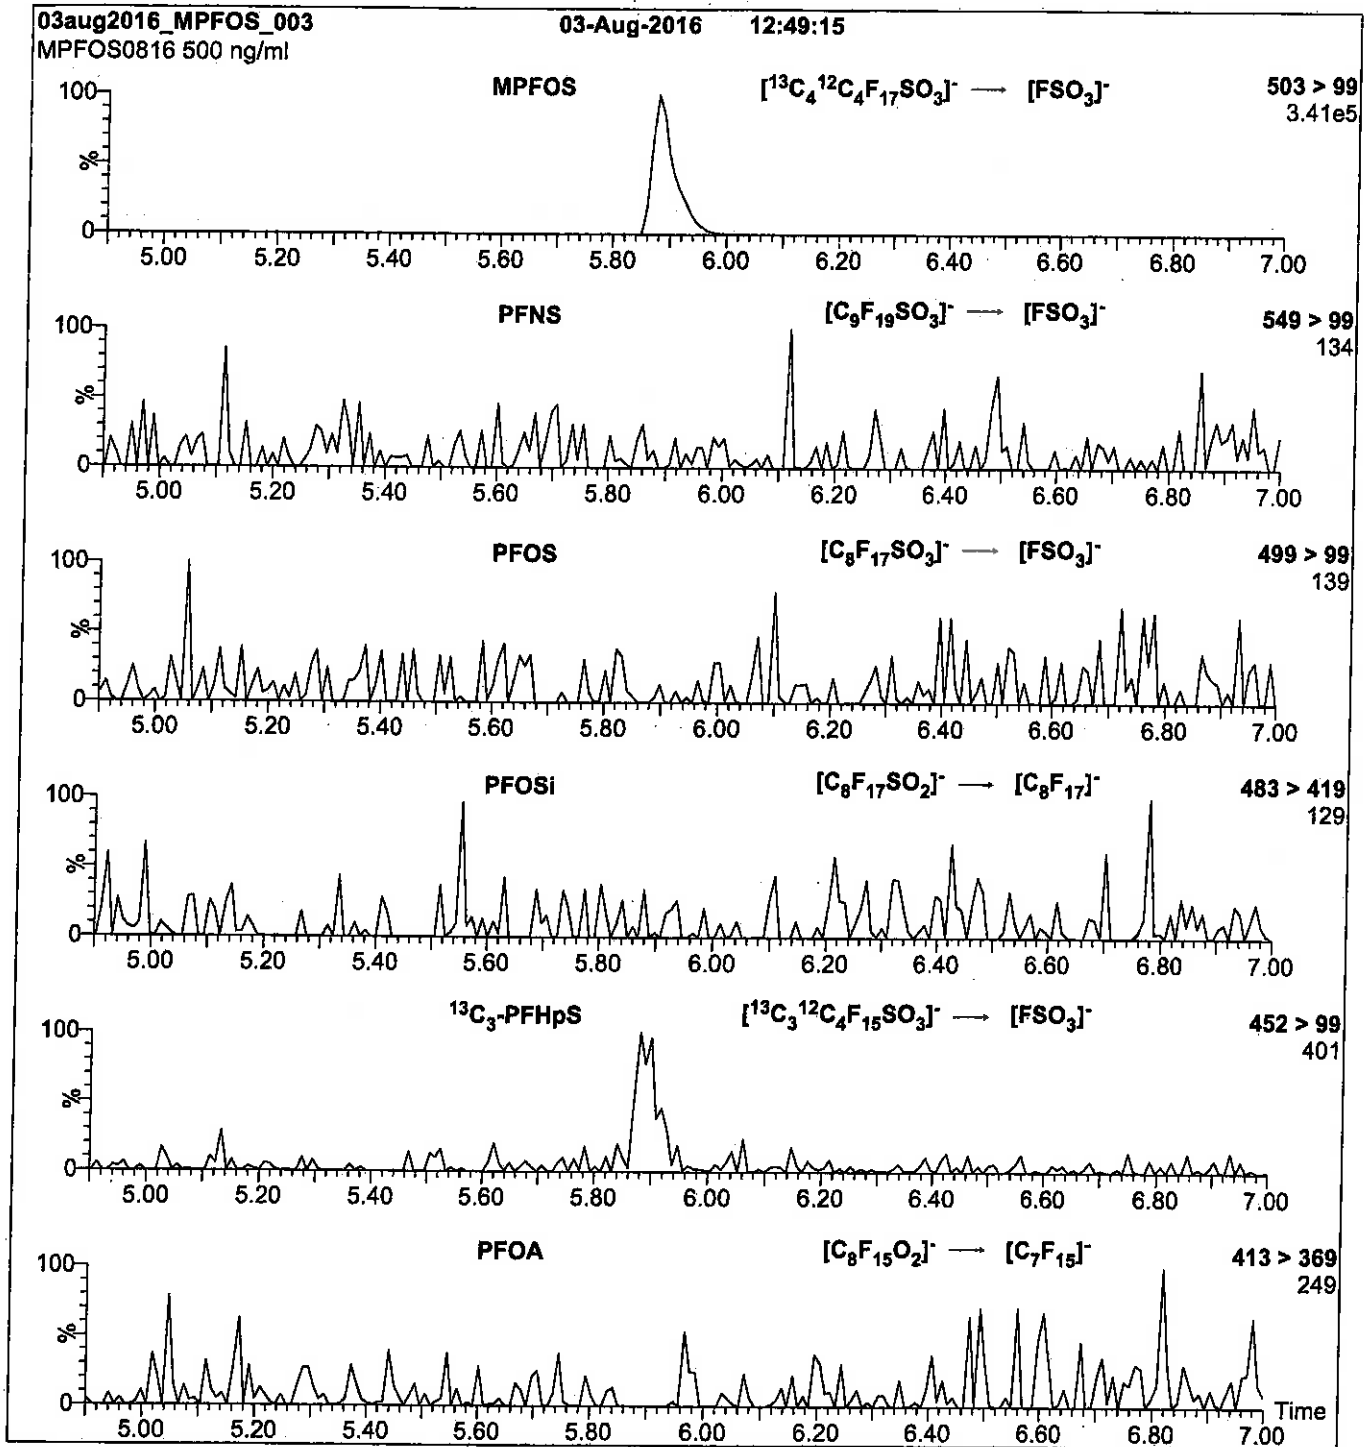 03aug2016_MPFOS_003 03-Aug-2016 12:49:15
MPFOS0816 500 ng/ml
MPFOS [¹³C₄¹²C₄F₁₇SO₃]⁻ → [FSO₃]⁻ 503 > 99
3.41e5
100
%
0
5.00 5.20 5.40 5.60 5.80 6.00 6.20 6.40 6.60 6.80 7.00
PFNS [C₉F₁₉SO₃]⁻ → [FSO₃]⁻ 549 > 99
134
100
%
0
5.00 5.20 5.40 5.60 5.80 6.00 6.20 6.40 6.60 6.80 7.00
PFOS [C₈F₁₇SO₃]⁻ → [FSO₃]⁻ 499 > 99
139
100
%
0
5.00 5.20 5.40 5.60 5.80 6.00 6.20 6.40 6.60 6.80 7.00
PFOSi [C₈F₁₇SO₂]⁻ → [C₈F₁₇]⁻ 483 > 419
129
100
%
0
5.00 5.20 5.40 5.60 5.80 6.00 6.20 6.40 6.60 6.80 7.00
¹³C₃-PFHpS [¹³C₃¹²C₄F₁₅SO₃]⁻ → [FSO₃]⁻ 452 > 99
401
100
%
0
5.00 5.20 5.40 5.60 5.80 6.00 6.20 6.40 6.60 6.80 7.00
PFOA [C₈F₁₅O₂]⁻ → [C₇F₁₅]⁻ 413 > 369
249
100
%
0
Time
5.00 5.20 5.40 5.60 5.80 6.00 6.20 6.40 6.60 6.80 7.00